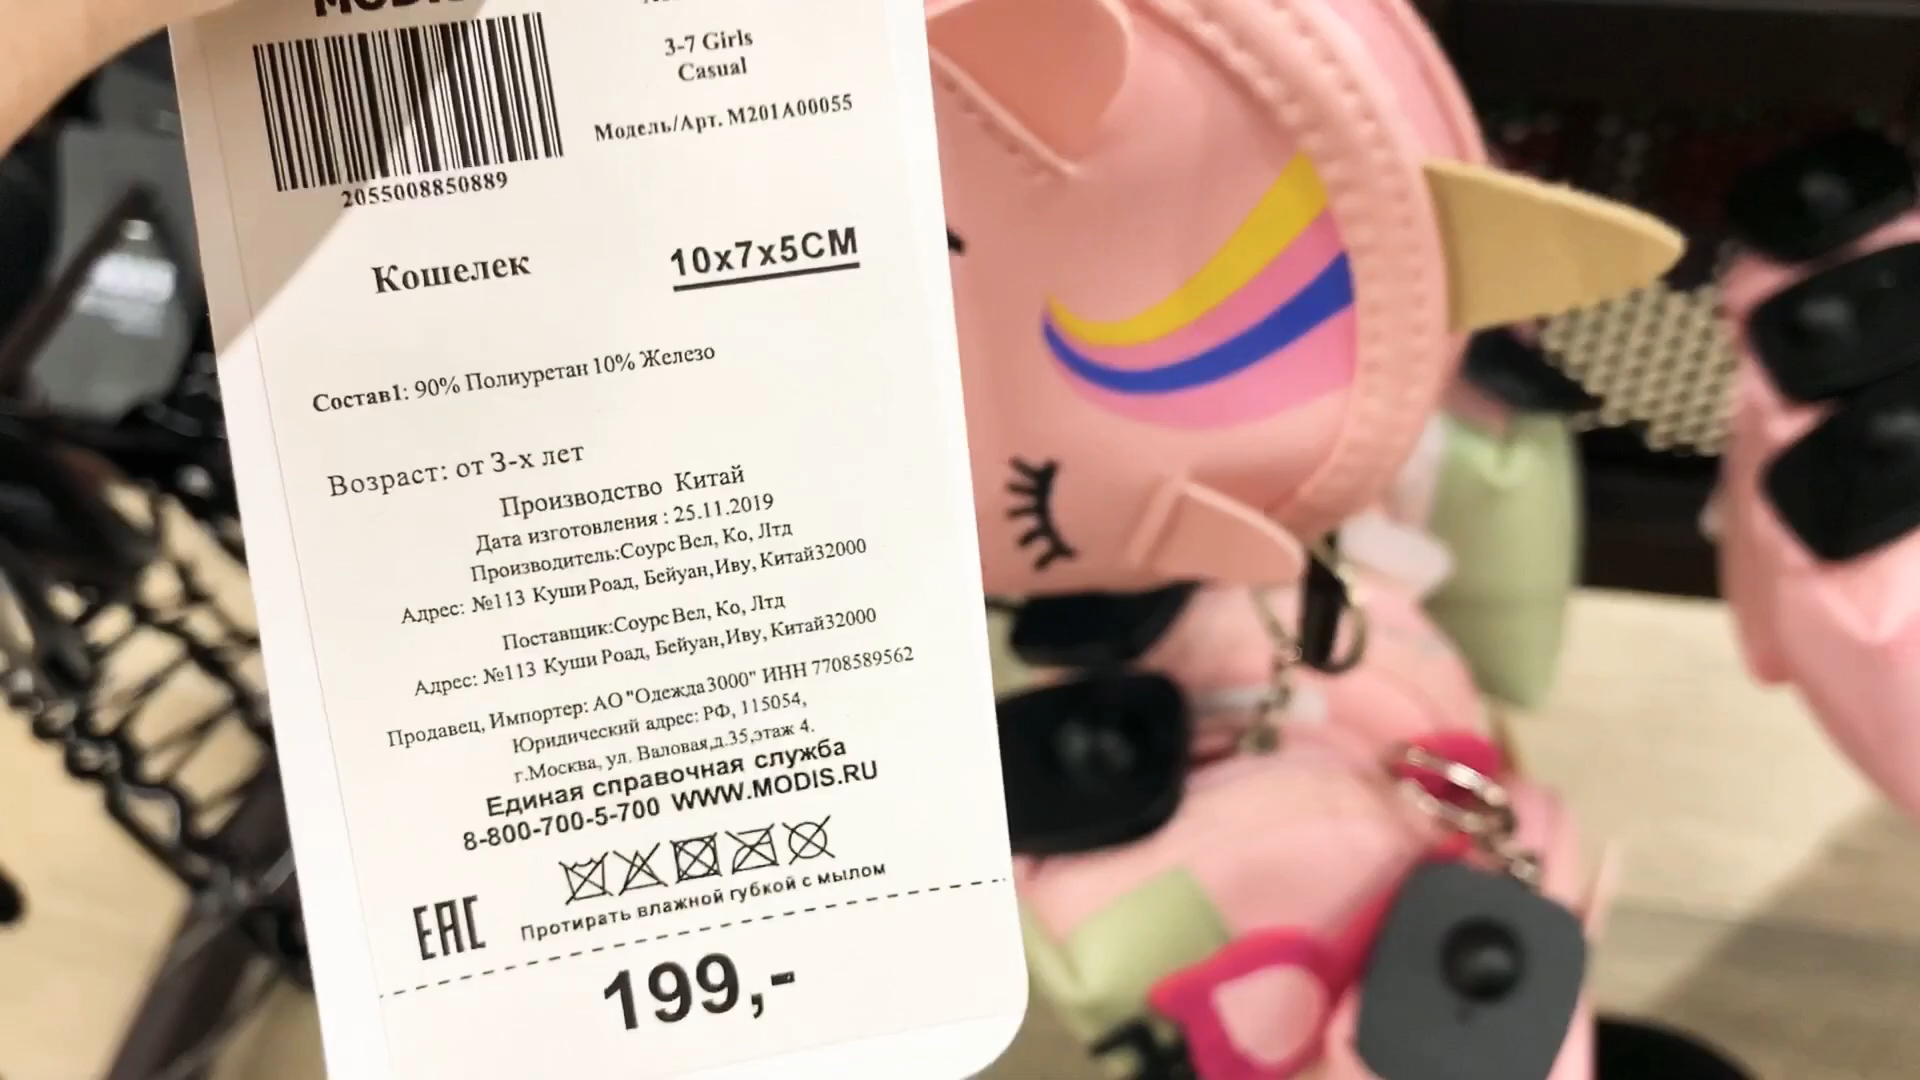 MODIS
3-7 Girls
Casual
Модель/Арт. M201A00055
2055008850889
Кошелек
10x7x5СМ
Состав1: 90% Полиуретан 10% Железо
Возраст: от 3-х лет
Производство Китай
Дата изготовления : 25.11.2019
Производитель:Соурс Вел, Ко, Лтд
Адрес: №113 Куши Роад, Бейуан,Иву, Китай32000
Поставщик:Соурс Вел, Ко, Лтд
Адрес: №113 Куши Роад, Бейуан,Иву, Китай32000
Продавец, Импортер: АО "Одежда3000" ИНН 7708589562
Юридический адрес: РФ, 115054,
г.Москва, ул. Валовая,д.35,этаж 4.
Единая справочная служба
8-800-700-5-700 WWW.MODIS.RU
EAC
Протирать влажной губкой с мылом
199,-